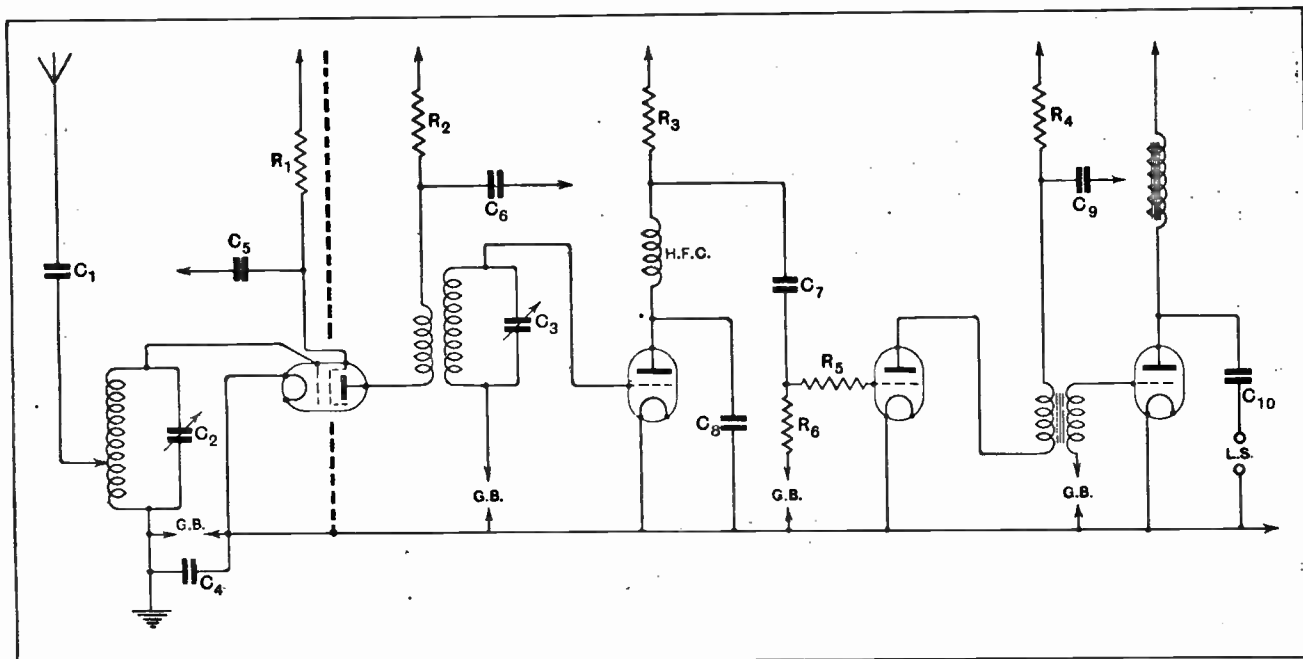 R1
R2
R3
R4
C6
C9
C5
C1
H.F.C.
C7
C3
R5
C10
C2
C8
R6
L.S.
G.B.
G.B.
G.B.
G.B.
C4